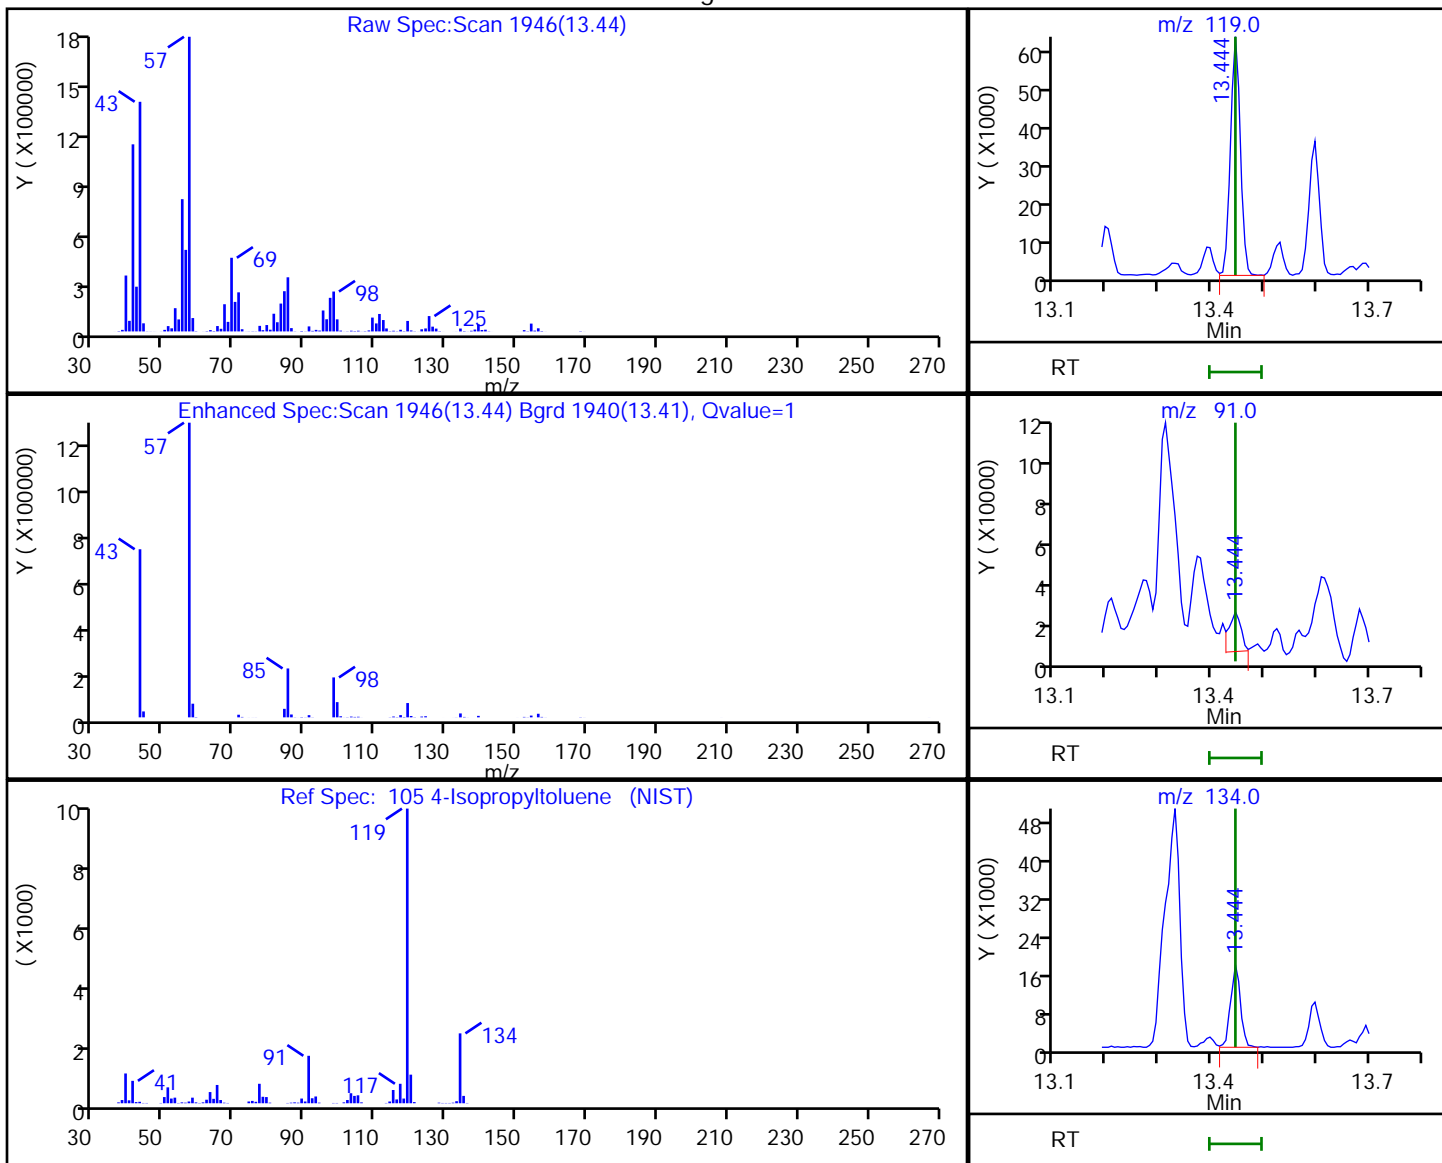 Raw Spec:Scan 1946(13.44)
Y ( X100000)
18
15
12
9
6
3
0
57
43
69
98
125
30 50 70 90 110 130 150 170 190 210 230 250 270
m/z
m/z 119.0
Y ( X1000)
60
50
40
30
20
10
0
13.444
13.1 13.4 13.7
Min
RT
Enhanced Spec:Scan 1946(13.44) Bgrd 1940(13.41), Qvalue=1
Y ( X100000)
12
10
8
6
4
2
0
57
43
85
98
30 50 70 90 110 130 150 170 190 210 230 250 270
m/z
m/z 91.0
Y ( X10000)
12
10
8
6
4
2
0
13.444
13.1 13.4 13.7
Min
RT
Ref Spec: 105 4-Isopropyltoluene (NIST)
( X1000)
10
8
6
4
2
0
119
134
91
117
41
30 50 70 90 110 130 150 170 190 210 230 250 270
m/z 134.0
Y ( X1000)
48
40
32
24
16
8
0
13.444
13.1 13.4 13.7
Min
RT